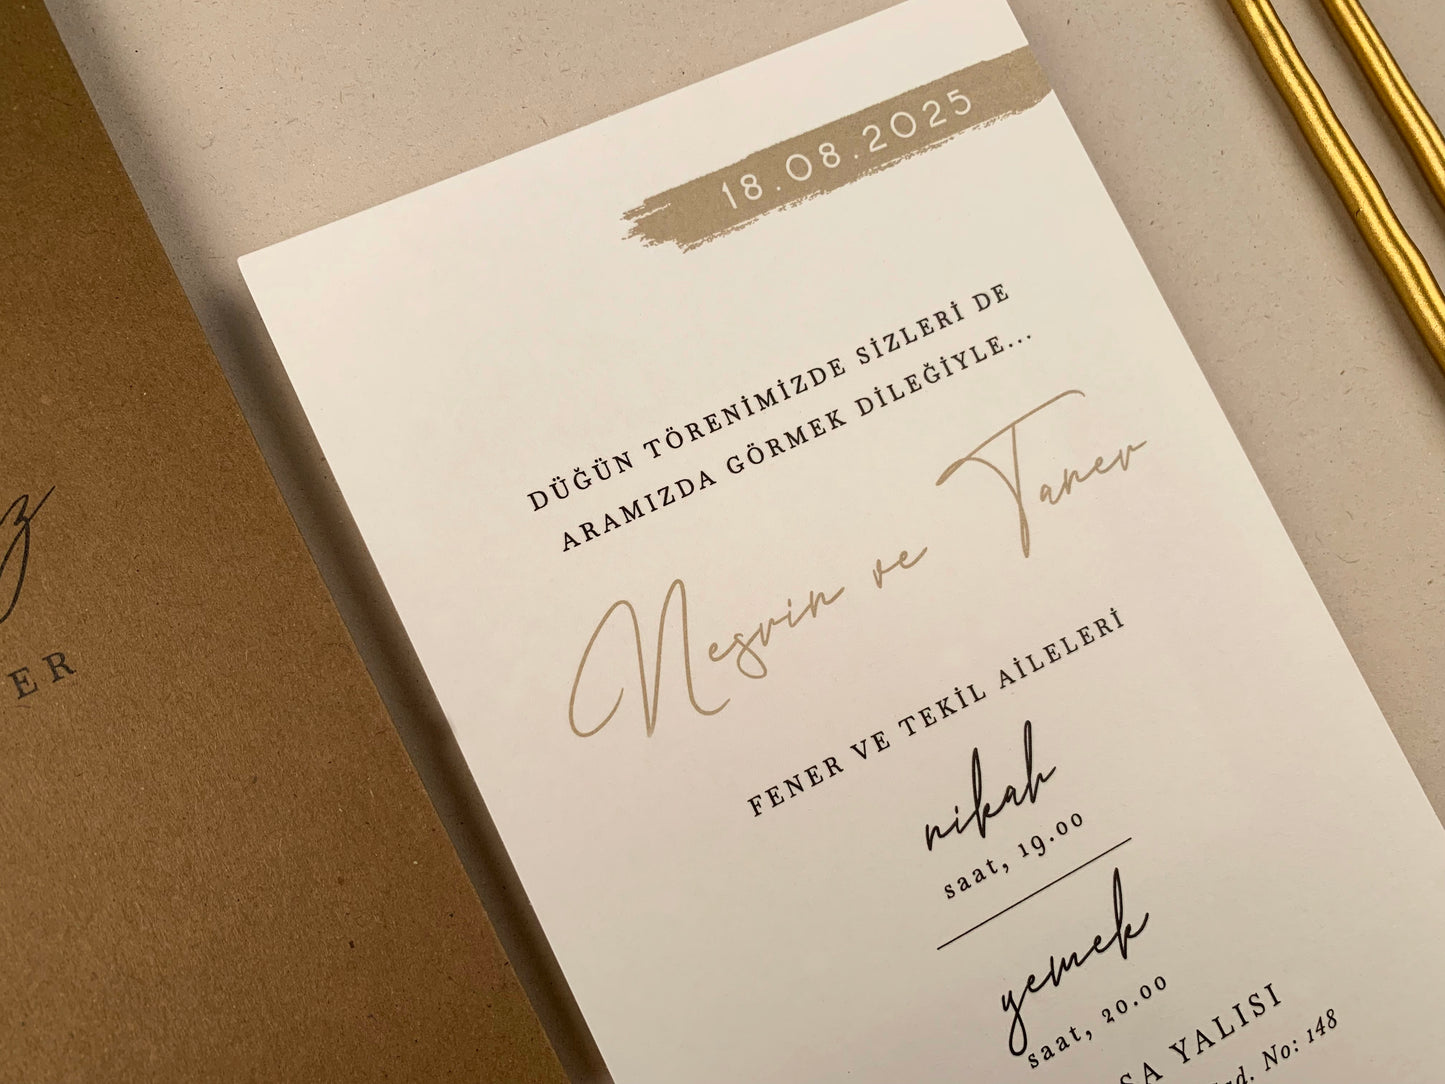 18.08.2025
DÜĞÜN TÖRENİMİZDE SİZLERİ DE
ARAMIZDA GÖRMEK DİLEĞİYLE...
Nesrin ve Taner
FENER VE TEKİL AİLELERİ
nikah
saat, 19.00
yemek
saat, 20.00
YALISI
No: 148